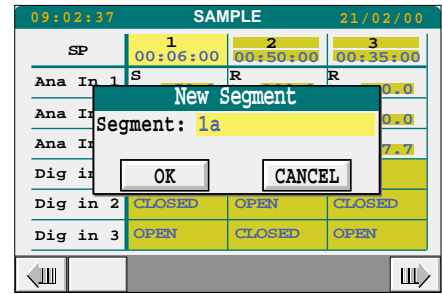 09:02:37 SAMPLE 21/02/00
SP 1 2 3
00:06:00 00:50:00 00:35:00
Ana In 1 S R R 0.0
New Segment
Ana In 0.0
Segment: 1a
Ana In 7.7
Dig in
OK CANCEL
Dig in 2 CLOSED OPEN CLOSED
Dig in 3 OPEN CLOSED OPEN